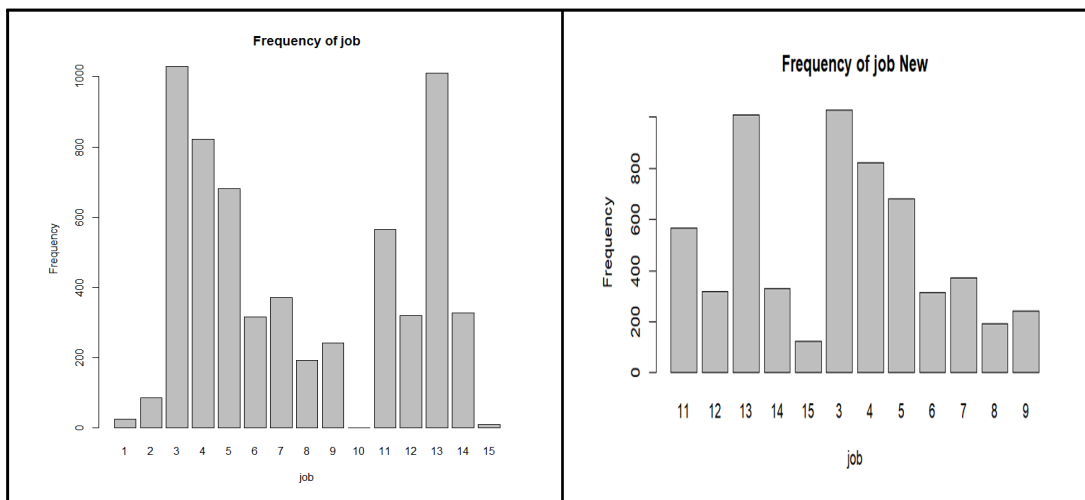 Frequency of job
1000
800
600
400
200
0
Frequency
1 2 3 4 5 6 7 8 9 10 11 12 13 14 15
job
Frequency of job New
800
600
400
200
0
Frequency
11 12 13 14 15 3 4 5 6 7 8 9
job